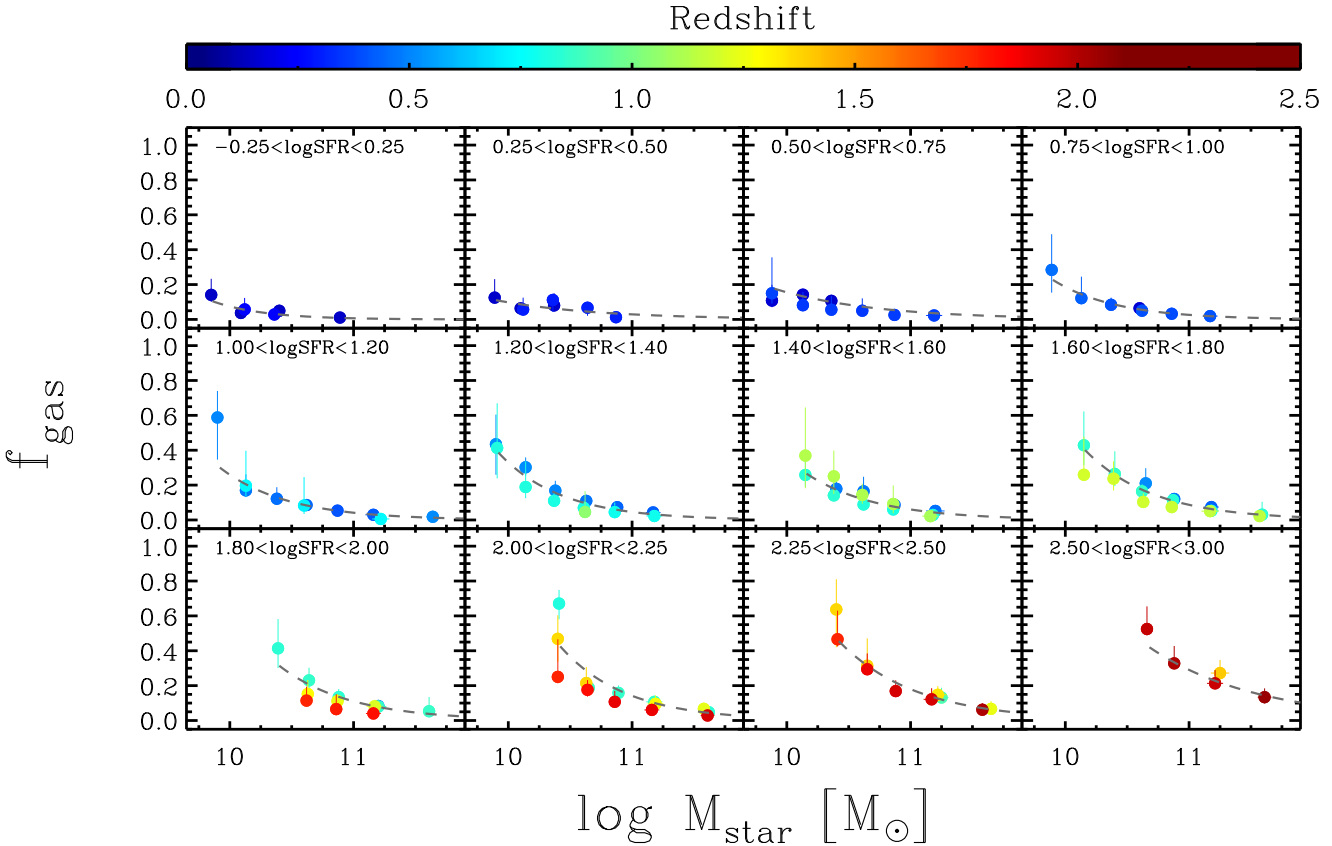 Redshift
0.0 0.5 1.0 1.5 2.0 2.5
−0.25<logSFR<0.25 0.25<logSFR<0.50 0.50<logSFR<0.75 0.75<logSFR<1.00
1.0
0.8
0.6
0.4
0.2
0.0
1.00<logSFR<1.20 1.20<logSFR<1.40 1.40<logSFR<1.60 1.60<logSFR<1.80
1.0
0.8
0.6
0.4
0.2
0.0
1.80<logSFR<2.00 2.00<logSFR<2.25 2.25<logSFR<2.50 2.50<logSFR<3.00
1.0
0.8
0.6
0.4
0.2
0.0
10 11 10 11 10 11 10 11
f_gas
log M_star [M_⊙]